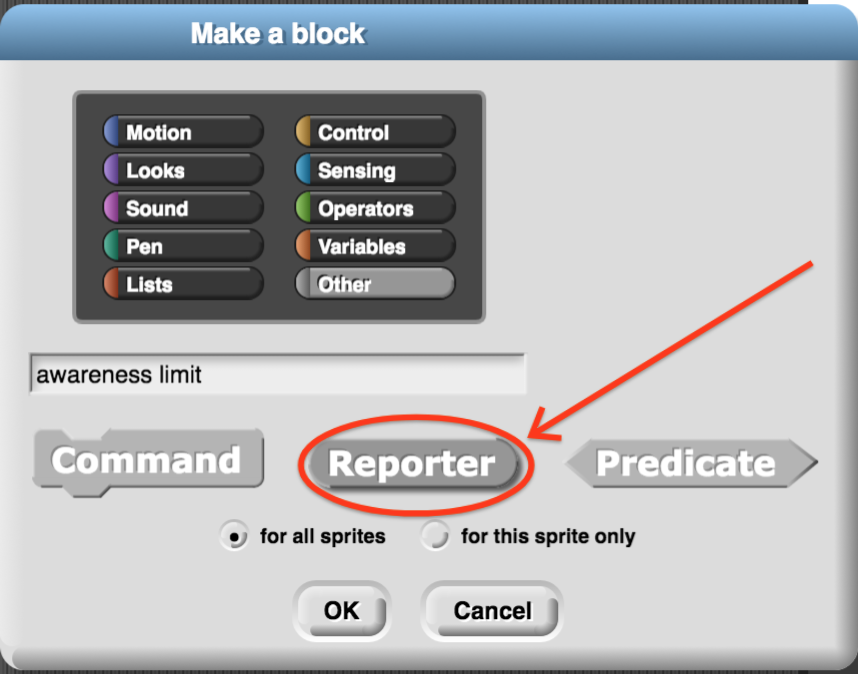 Make a block
Motion Control
Looks Sensing
Sound Operators
Pen Variables
Lists Other
awareness limit
Command Reporter Predicate
for all sprites for this sprite only
OK Cancel